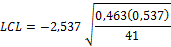 LCL = −2,537 √(0,463(0,537)/41)